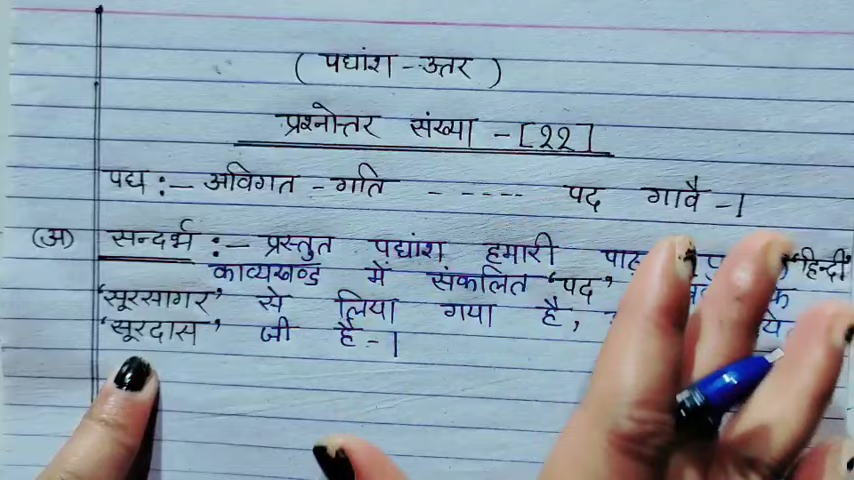 (पद्यांश - उत्तर)
प्रश्नोत्तर संख्या - [22]
पद्य :- अविगत - गति - - - - - पद गावै -।
(अ) सन्दर्भ :- प्रस्तुत पद्यांश हमारी 'हिन्दी'
काव्यखण्ड में संकलित 'पद'
'सूरसागर' से लिया गया है,
'सूरदास' जी हैं -।